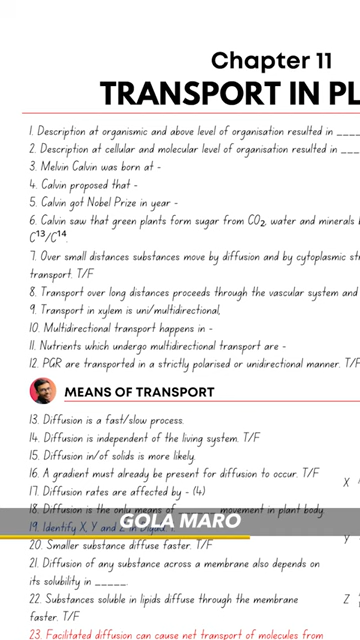 Chapter 11
TRANSPORT IN PL
1. Description at organismic and above level of organisation resulted in ____
2. Description at cellular and molecular level of organisation resulted in ___
3. Melvin Calvin was born at -
4. Calvin proposed that -
5. Calvin got Nobel Prize in year -
6. Calvin saw that green plants form sugar from CO₂, water and minerals b
C¹³/C¹⁴.
7. Over small distances substances move by diffusion and by cytoplasmic str
transport. T/F
8. Transport over long distances proceeds through the vascular system and
9. Transport in xylem is uni/multidirectional,
10. Multidirectional transport happens in -
11. Nutrients which undergo multidirectional transport are -
12. PGR are transported in a strictly polarised or unidirectional manner. T/F
MEANS OF TRANSPORT
13. Diffusion is a fast/slow process.
14. Diffusion is independent of the living system. T/F
15. Diffusion in/of solids is more likely
16. A gradient must already be present for diffusion to occur. T/F
17. Diffusion rates are affected by - (4)
X
18. Diffusion is the only means of movement in plant body.
GOLA MARO
19. Identify X, Y and Z in
20. Smaller substance diffuse faster. T/F
21. Diffusion of any substance across a membrane also depends on
its solubility in _____.
22. Substances soluble in lipids diffuse through the membrane
Z
faster. T/F
23. Facilitated diffusion can cause net transport of molecules from